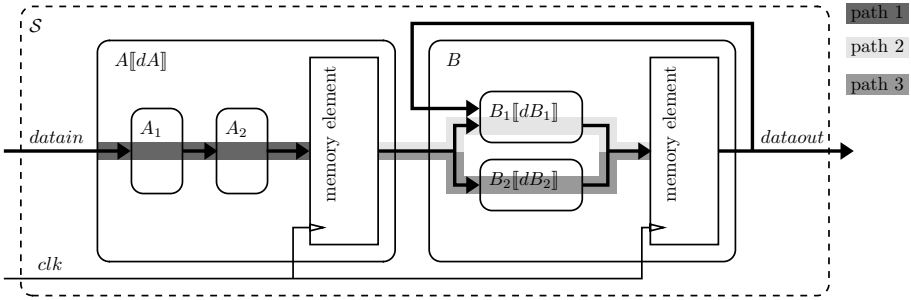 𝒮
A⟦dA⟧
B
path 1
path 2
path 3
A₁
A₂
memory element
B₁⟦dB₁⟧
B₂⟦dB₂⟧
memory element
datain
dataout
clk